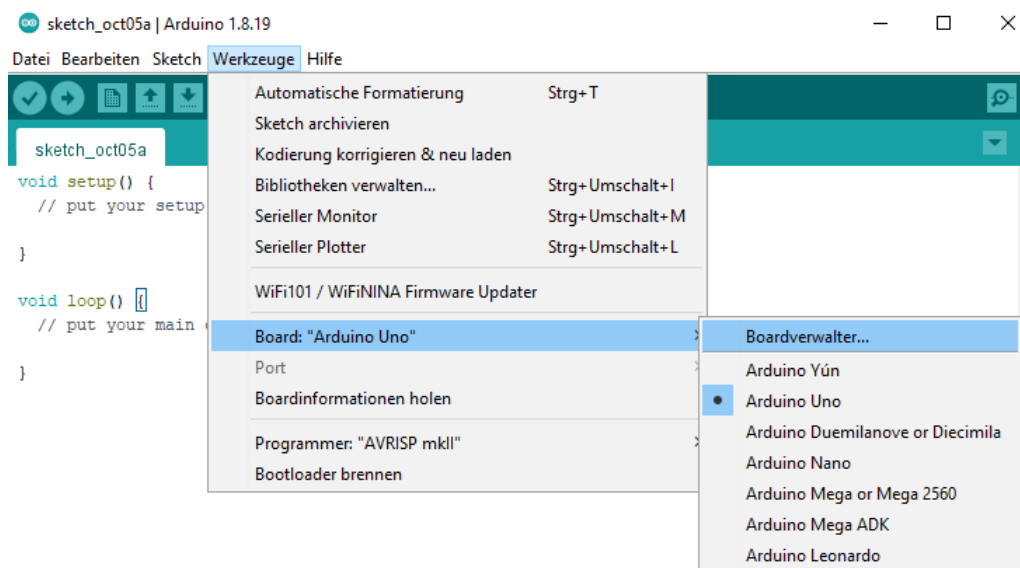 sketch_oct05a | Arduino 1.8.19
Datei Bearbeiten Sketch Werkzeuge Hilfe
sketch_oct05a
void setup() {
// put your setup
}
void loop() {
// put your main
}
Automatische Formatierung Strg+T
Sketch archivieren
Kodierung korrigieren & neu laden
Bibliotheken verwalten... Strg+Umschalt+I
Serieller Monitor Strg+Umschalt+M
Serieller Plotter Strg+Umschalt+L
WiFi101 / WiFiNINA Firmware Updater
Board: "Arduino Uno"
Port
Boardinformationen holen
Programmer: "AVRISP mkII"
Bootloader brennen
Boardverwalter...
Arduino Yún
Arduino Uno
Arduino Duemilanove or Diecimila
Arduino Nano
Arduino Mega or Mega 2560
Arduino Mega ADK
Arduino Leonardo